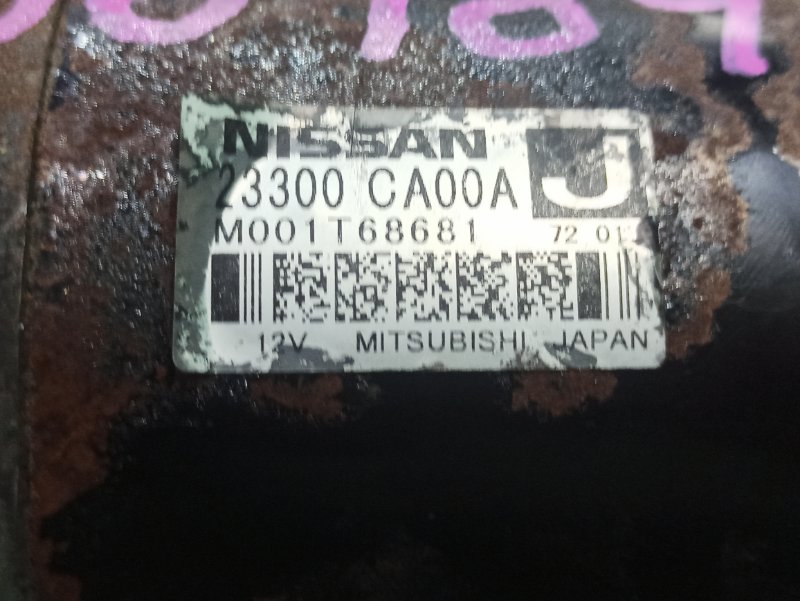 NISSAN
23300 CA00A J
M001T68681 72 01
12V MITSUBISHI JAPAN